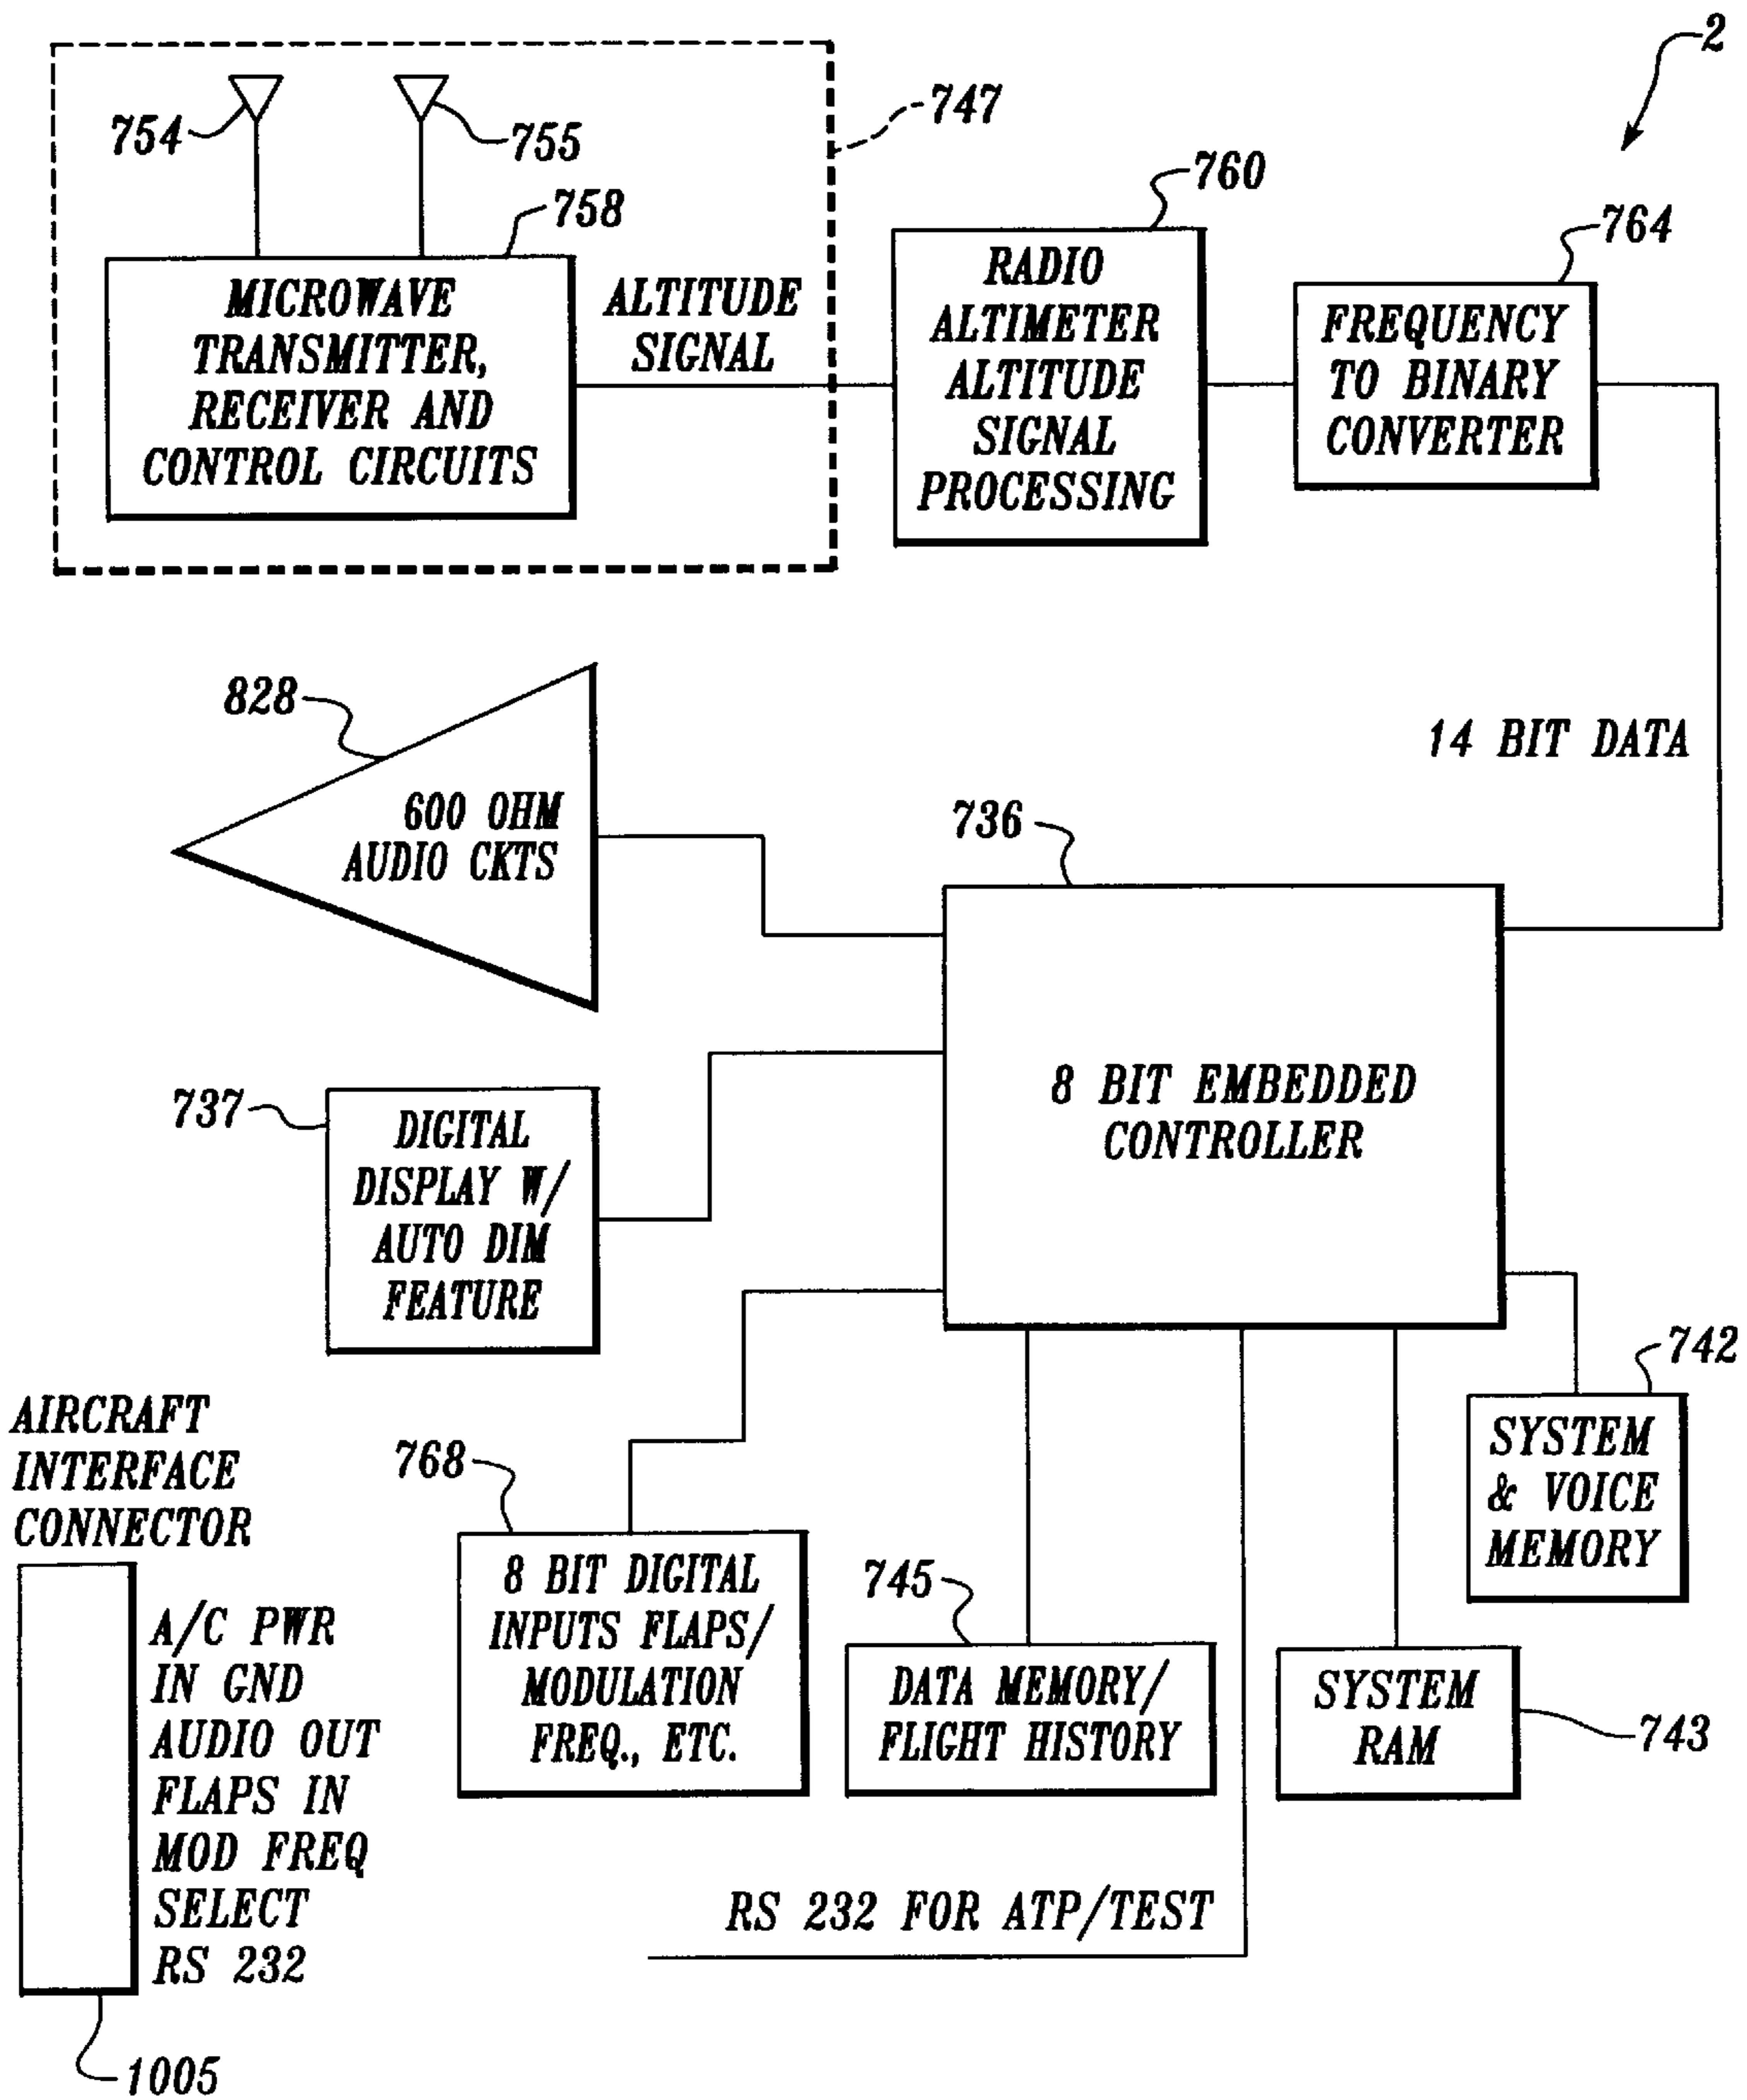 2
747
754
755
758
760
764
MICROWAVE
TRANSMITTER,
RECEIVER AND
CONTROL CIRCUITS
ALTITUDE
SIGNAL
RADIO
ALTIMETER
ALTITUDE
SIGNAL
PROCESSING
FREQUENCY
TO BINARY
CONVERTER
14 BIT DATA
828
600 OHM
AUDIO CKTS
736
8 BIT EMBEDDED
CONTROLLER
737
DIGITAL
DISPLAY W/
AUTO DIM
FEATURE
742
SYSTEM
& VOICE
MEMORY
768
8 BIT DIGITAL
INPUTS FLAPS/
MODULATION
FREQ., ETC.
745
DATA MEMORY/
FLIGHT HISTORY
SYSTEM
RAM
743
AIRCRAFT
INTERFACE
CONNECTOR
A/C PWR
IN GND
AUDIO OUT
FLAPS IN
MOD FREQ
SELECT
RS 232
RS 232 FOR ATP/TEST
1005